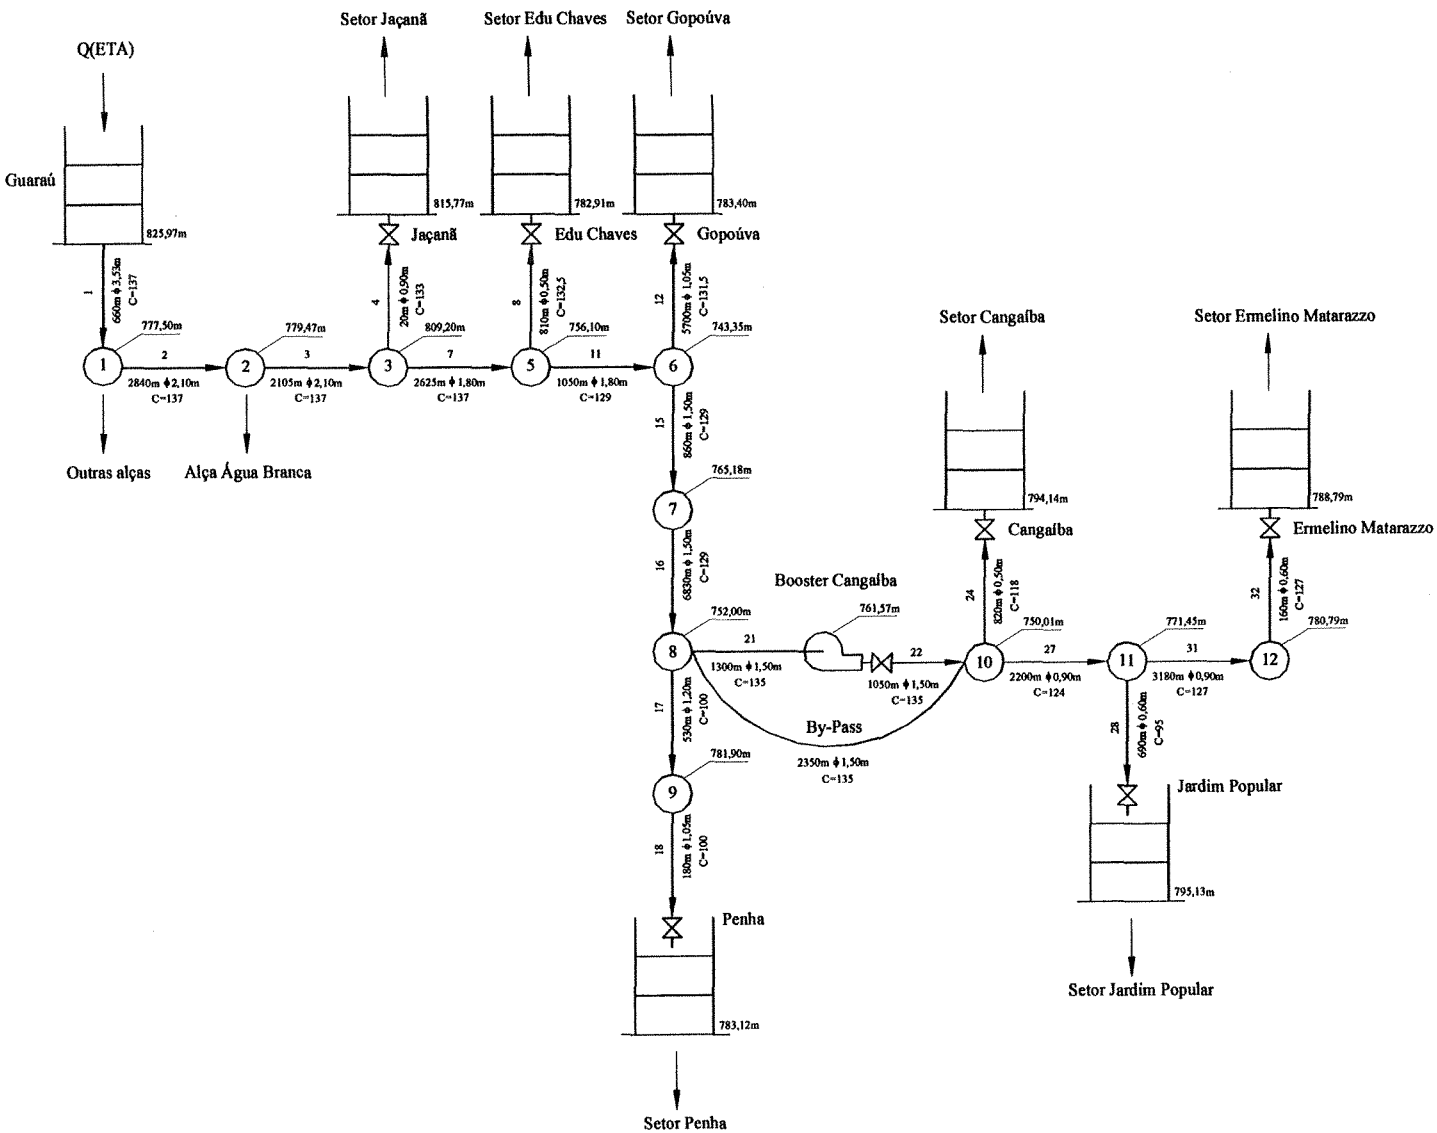 Setor Jaçanã
Setor Edu Chaves
Setor Gopoúva
Q(ETA)
Guaraú
825,97m
815,77m
782,91m
783,40m
Jaçanã
Edu Chaves
Gopoúva
1
660m ϕ 3,53m
C=137
4
20m ϕ 0,90m
C=133
8
810m ϕ 0,50m
C=132,5
12
5700m ϕ 1,05m
C=131,5
777,50m
779,47m
809,20m
756,10m
743,35m
1
2
2840m ϕ 2,10m
C=137
2
3
2105m ϕ 2,10m
C=137
3
7
2625m ϕ 1,80m
C=137
5
11
1050m ϕ 1,80m
C=129
6
Outras alças
Alça Água Branca
15
860m ϕ 1,50m
C=129
765,18m
7
16
6830m ϕ 1,50m
C=129
Setor Cangaíba
Setor Ermelino Matarazzo
794,14m
788,79m
Cangaíba
Ermelino Matarazzo
Booster Cangaíba
24
820m ϕ 0,50m
C=118
32
160m ϕ 0,60m
C=127
752,00m
761,57m
750,01m
771,45m
780,79m
8
21
1300m ϕ 1,50m
C=135
22
1050m ϕ 1,50m
C=135
10
27
2200m ϕ 0,90m
C=124
11
31
3180m ϕ 0,90m
C=127
12
17
530m ϕ 1,20m
C=100
By-Pass
2350m ϕ 1,50m
C=135
28
690m ϕ 0,60m
C=95
781,90m
9
Jardim Popular
18
180m ϕ 1,05m
C=100
795,13m
Penha
Setor Jardim Popular
783,12m
Setor Penha